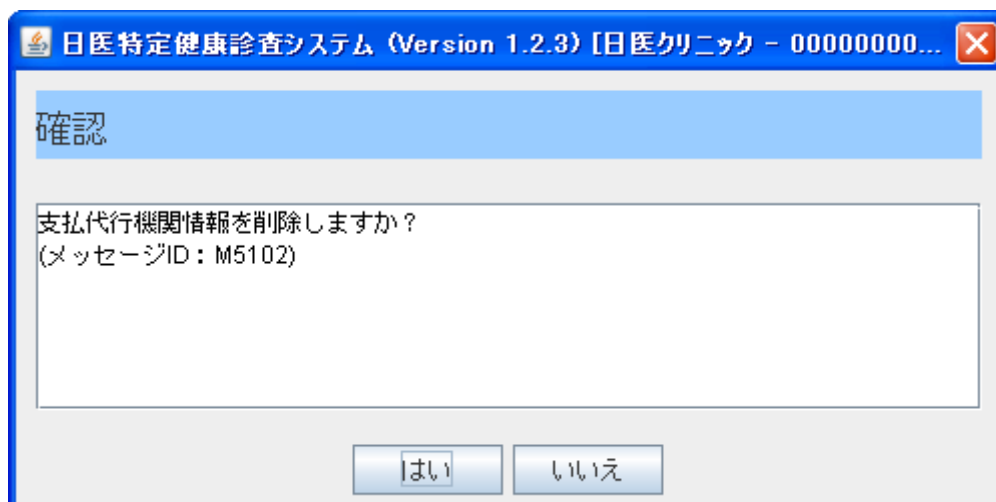 日医特定健康診査システム (Version 1.2.3) [日医クリニック - 00000000...
確認
支払代行機関情報を削除しますか？
(メッセージID：M5102)
はい
いいえ